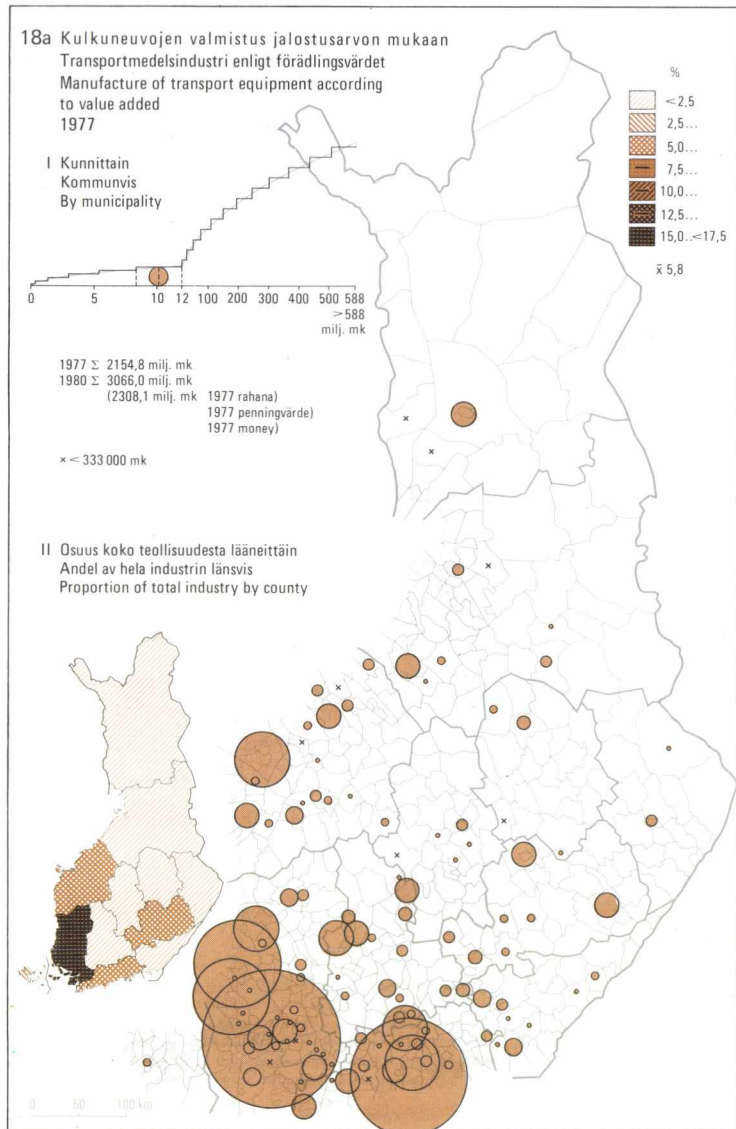 18a Kulkuneuvojen valmistus jalostusarvon mukaan
Transportmedelsindustri enligt förädlingsvärdet
Manufacture of transport equipment according
to value added
1977
%
<2,5
2,5...
5,0...
7,5...
10,0...
12,5...
15,0..<17,5
x̄ 5,8
I Kunnittain
Kommunvis
By municipality
0 5 10 12 100 200 300 400 500 588
>588
milj. mk
1977 Σ 2154,8 milj. mk
1980 Σ 3066,0 milj. mk
(2308,1 milj. mk 1977 rahana)
1977 penningvärde)
1977 money)
× < 333 000 mk
II Osuus koko teollisuudesta lääneittäin
Andel av hela industrin länsvis
Proportion of total industry by county
0 50 100 km